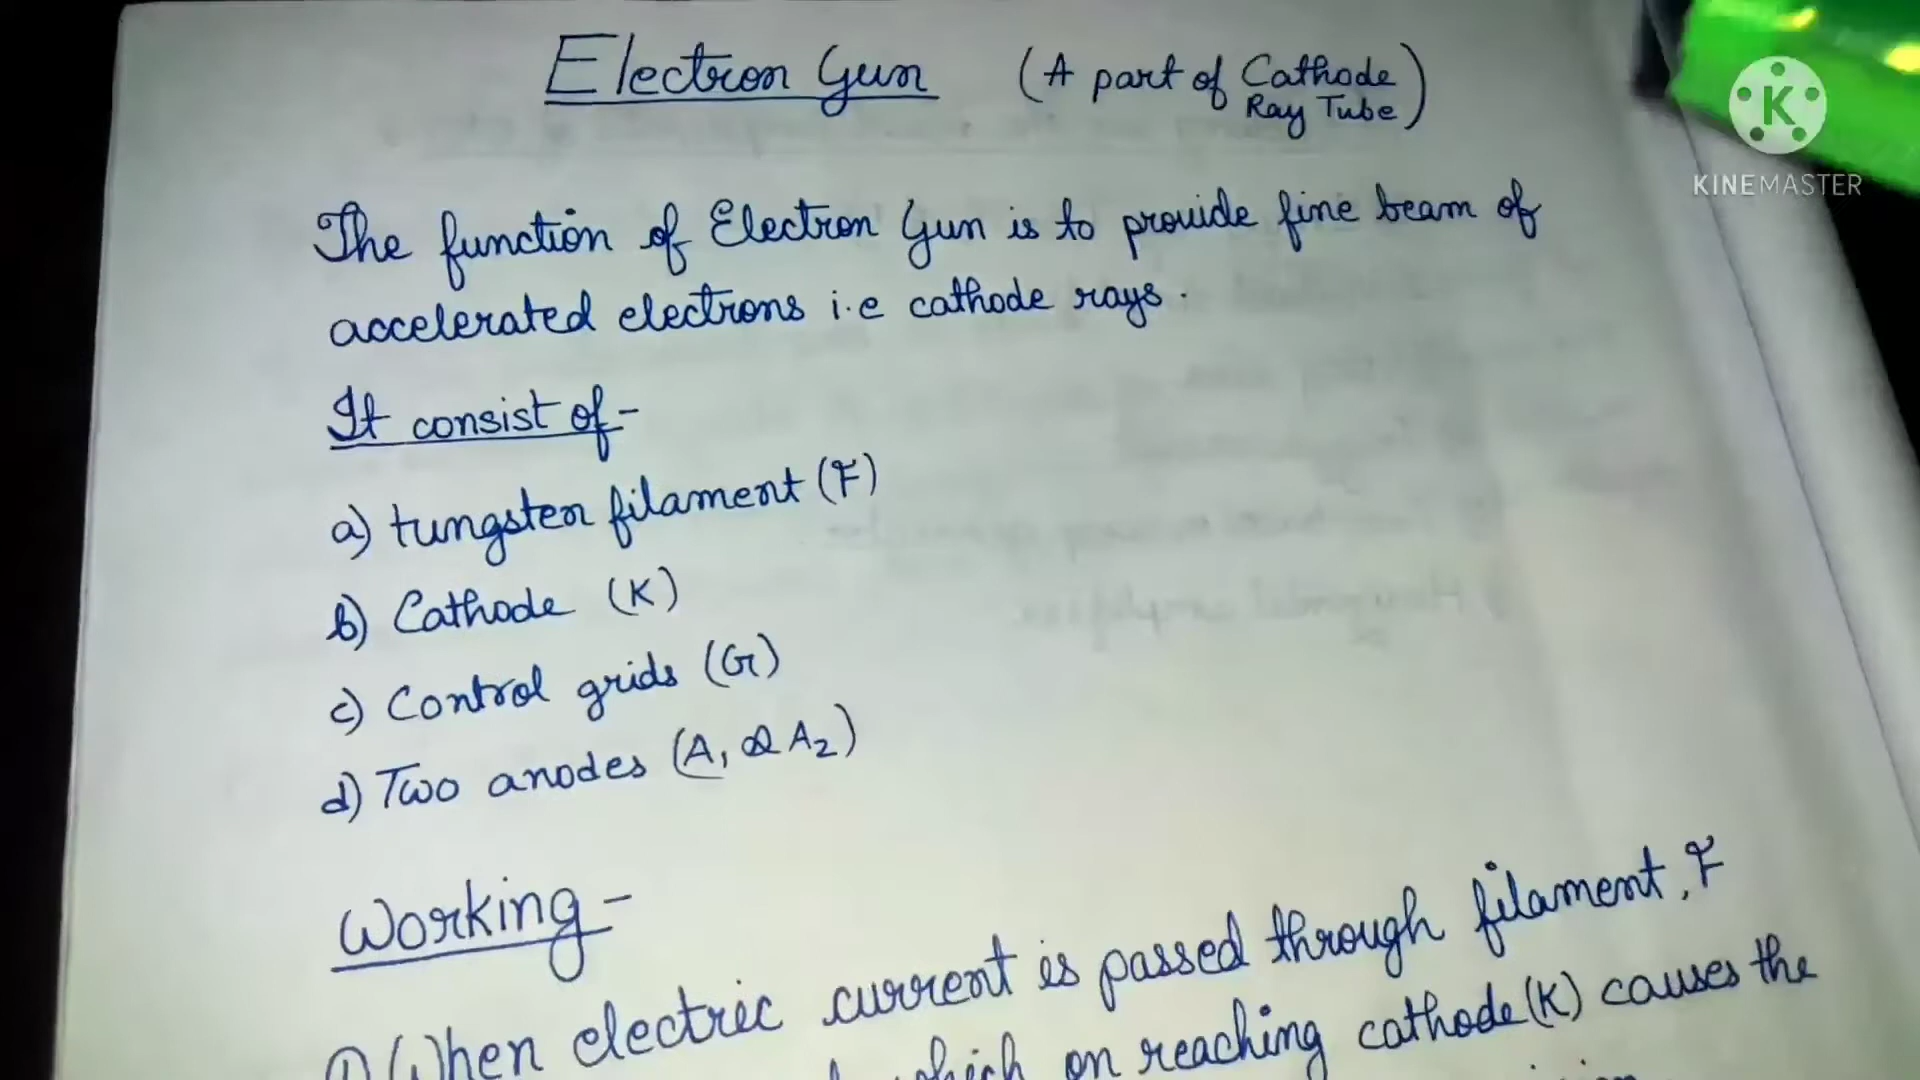 Electron Gun (A part of Cathode
Ray Tube)
K
KINEMASTER
The function of Electron Gun is to provide fine beam of
accelerated electrons i.e cathode rays.
It consist of-
a) tungsten filament (F)
b) Cathode (K)
c) Control grids (G)
d) Two anodes (A, & A2)
Working-
① When electric current is passed through filament, F
which on reaching cathode (K) causes the